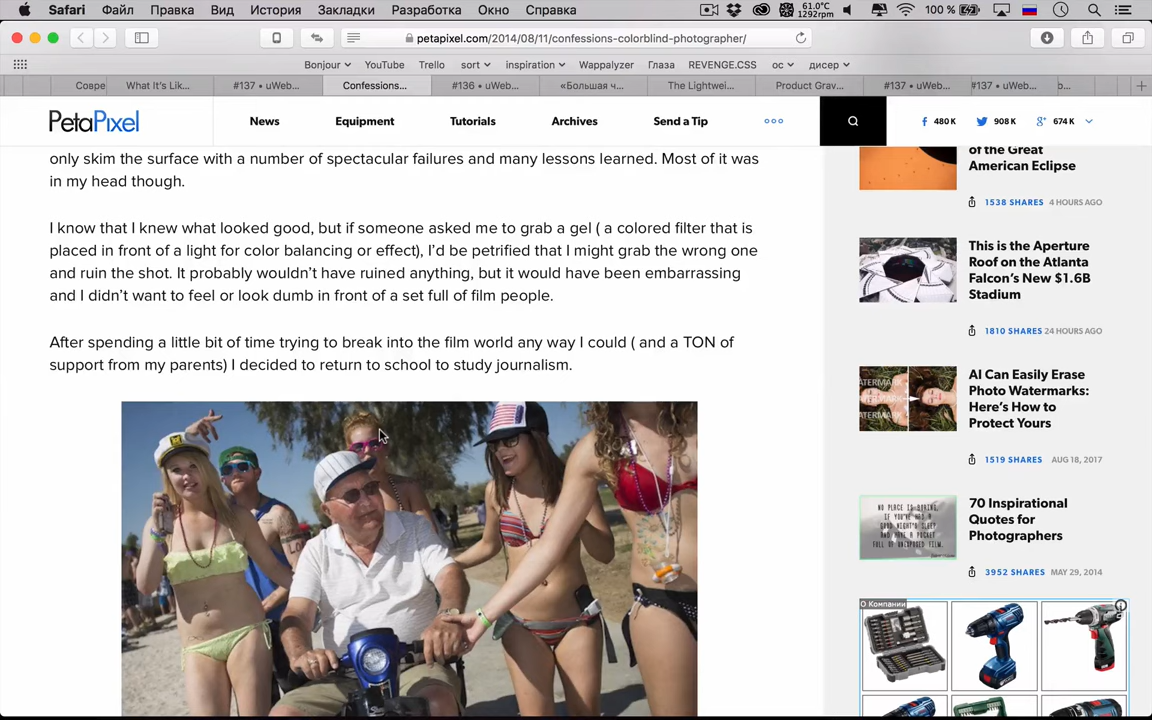 Safari Файл Правка Вид История Закладки Разработка Окно Справка 61.0°C 1292rpm 100 %
petapixel.com/2014/08/11/confessions-colorblind-photographer/
Bonjour YouTube Trello sort inspiration Wappalyzer Глаза REVENGE.CSS ос дисер
Совре What It's Lik... #137 • uWeb... Confessions... #136 • uWeb... «Большая ч... The Lightwei... Product Grav... #137 • uWeb... #137 • uWeb... b...
PetaPixel News Equipment Tutorials Archives Send a Tip 480 K 908 K 674 K
only skim the surface with a number of spectacular failures and many lessons learned. Most of it was
in my head though.
I know that I knew what looked good, but if someone asked me to grab a gel ( a colored filter that is
placed in front of a light for color balancing or effect), I'd be petrified that I might grab the wrong one
and ruin the shot. It probably wouldn't have ruined anything, but it would have been embarrassing
and I didn't want to feel or look dumb in front of a set full of film people.
After spending a little bit of time trying to break into the film world any way I could ( and a TON of
support from my parents) I decided to return to school to study journalism.
of the Great
American Eclipse
1538 SHARES 4 HOURS AGO
This is the Aperture
Roof on the Atlanta
Falcon's New $1.6B
Stadium
1810 SHARES 24 HOURS AGO
AI Can Easily Erase
Photo Watermarks:
Here's How to
Protect Yours
1519 SHARES AUG 18, 2017
70 Inspirational
Quotes for
Photographers
3952 SHARES MAY 29, 2014
О Компании